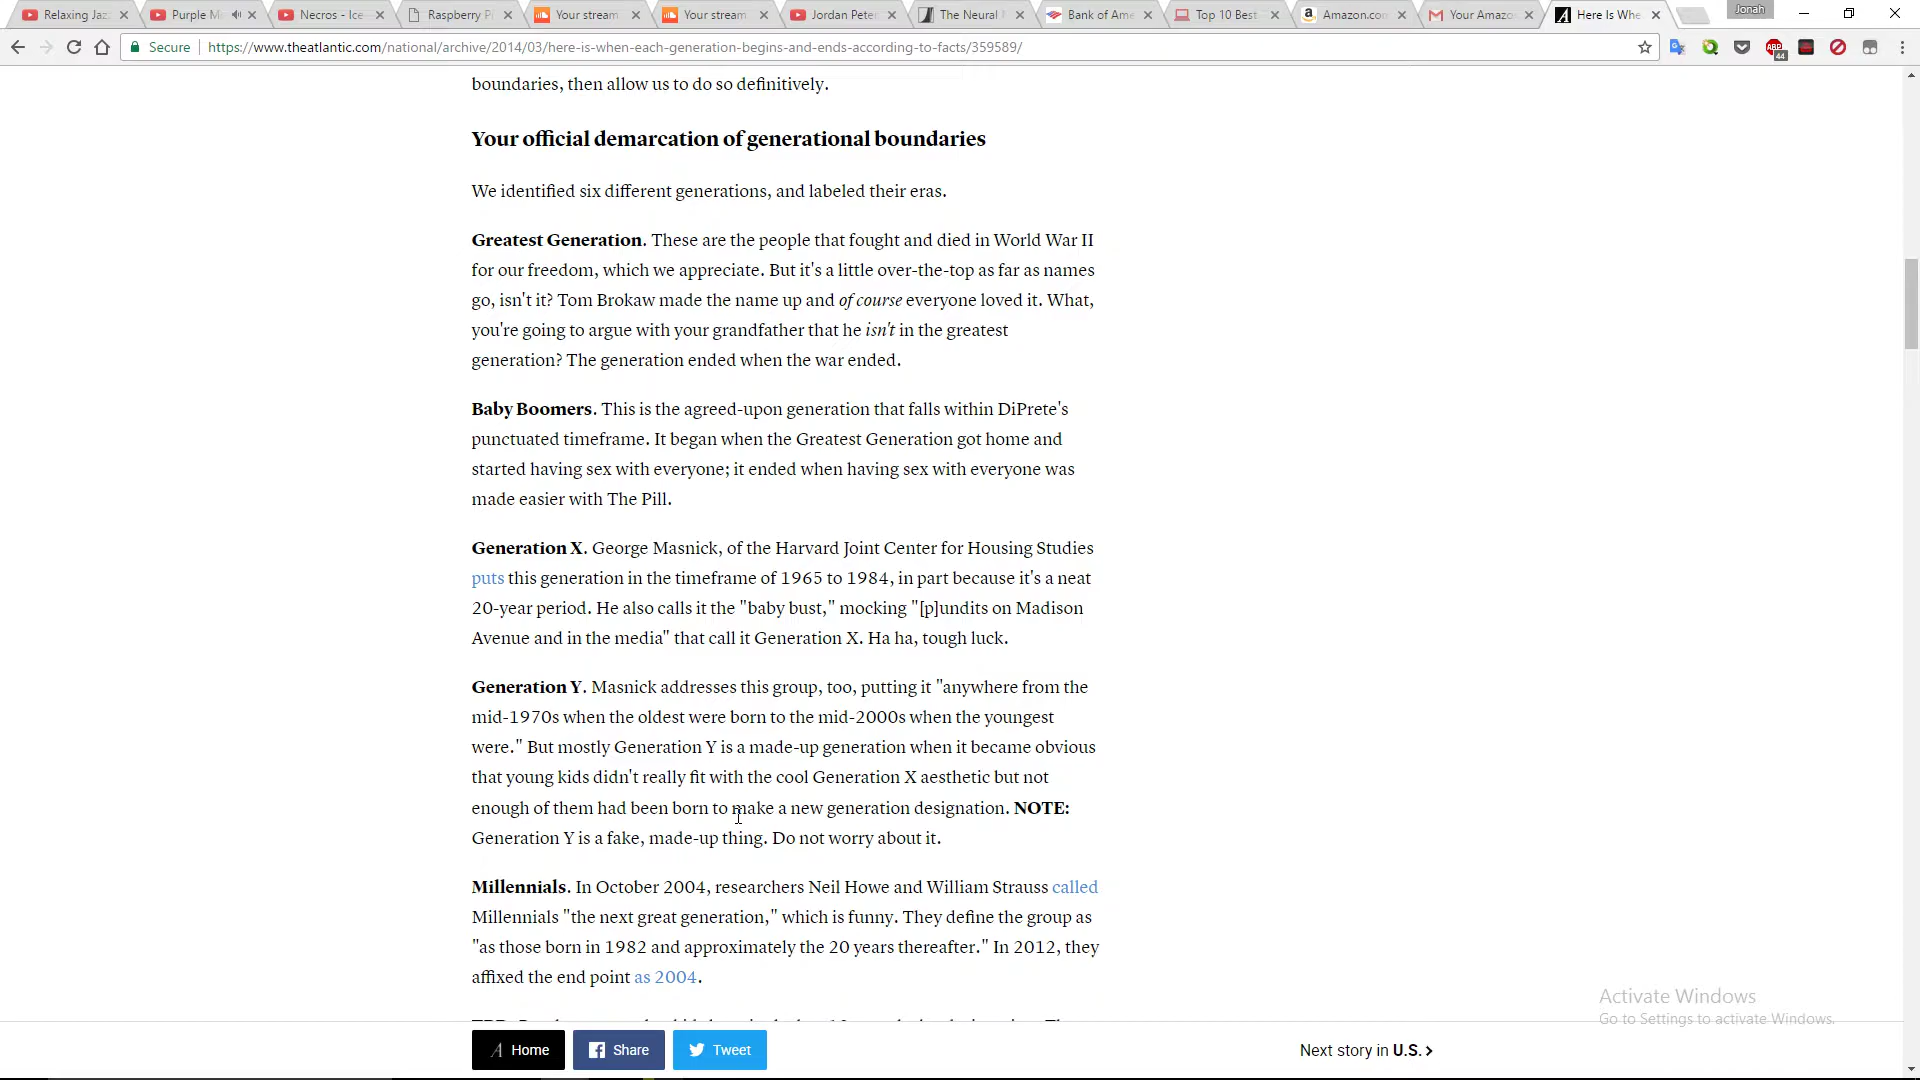 Relaxing Jaz
Purple Mi
Necros - Ice
Raspberry Pi
Your stream
Your stream
Jordan Peter
The Neural
Bank of Ame
Top 10 Best
Amazon.co
Your Amazo
Here Is Whe
Jonah
Secure
https://www.theatlantic.com/national/archive/2014/03/here-is-when-each-generation-begins-and-ends-according-to-facts/359589/
ABP
44
boundaries, then allow us to do so definitively.
Your official demarcation of generational boundaries
We identified six different generations, and labeled their eras.
Greatest Generation. These are the people that fought and died in World War II
for our freedom, which we appreciate. But it's a little over-the-top as far as names
go, isn't it? Tom Brokaw made the name up and of course everyone loved it. What,
you're going to argue with your grandfather that he isn't in the greatest
generation? The generation ended when the war ended.
Baby Boomers. This is the agreed-upon generation that falls within DiPrete's
punctuated timeframe. It began when the Greatest Generation got home and
started having sex with everyone; it ended when having sex with everyone was
made easier with The Pill.
Generation X. George Masnick, of the Harvard Joint Center for Housing Studies
puts this generation in the timeframe of 1965 to 1984, in part because it's a neat
20-year period. He also calls it the "baby bust," mocking "[p]undits on Madison
Avenue and in the media" that call it Generation X. Ha ha, tough luck.
Generation Y. Masnick addresses this group, too, putting it "anywhere from the
mid-1970s when the oldest were born to the mid-2000s when the youngest
were." But mostly Generation Y is a made-up generation when it became obvious
that young kids didn't really fit with the cool Generation X aesthetic but not
enough of them had been born to make a new generation designation. NOTE:
Generation Y is a fake, made-up thing. Do not worry about it.
Millennials. In October 2004, researchers Neil Howe and William Strauss called
Millennials "the next great generation," which is funny. They define the group as
"as those born in 1982 and approximately the 20 years thereafter." In 2012, they
affixed the end point as 2004.
Activate Windows
Go to Settings to activate Windows.
Home
Share
Tweet
Next story in U.S.